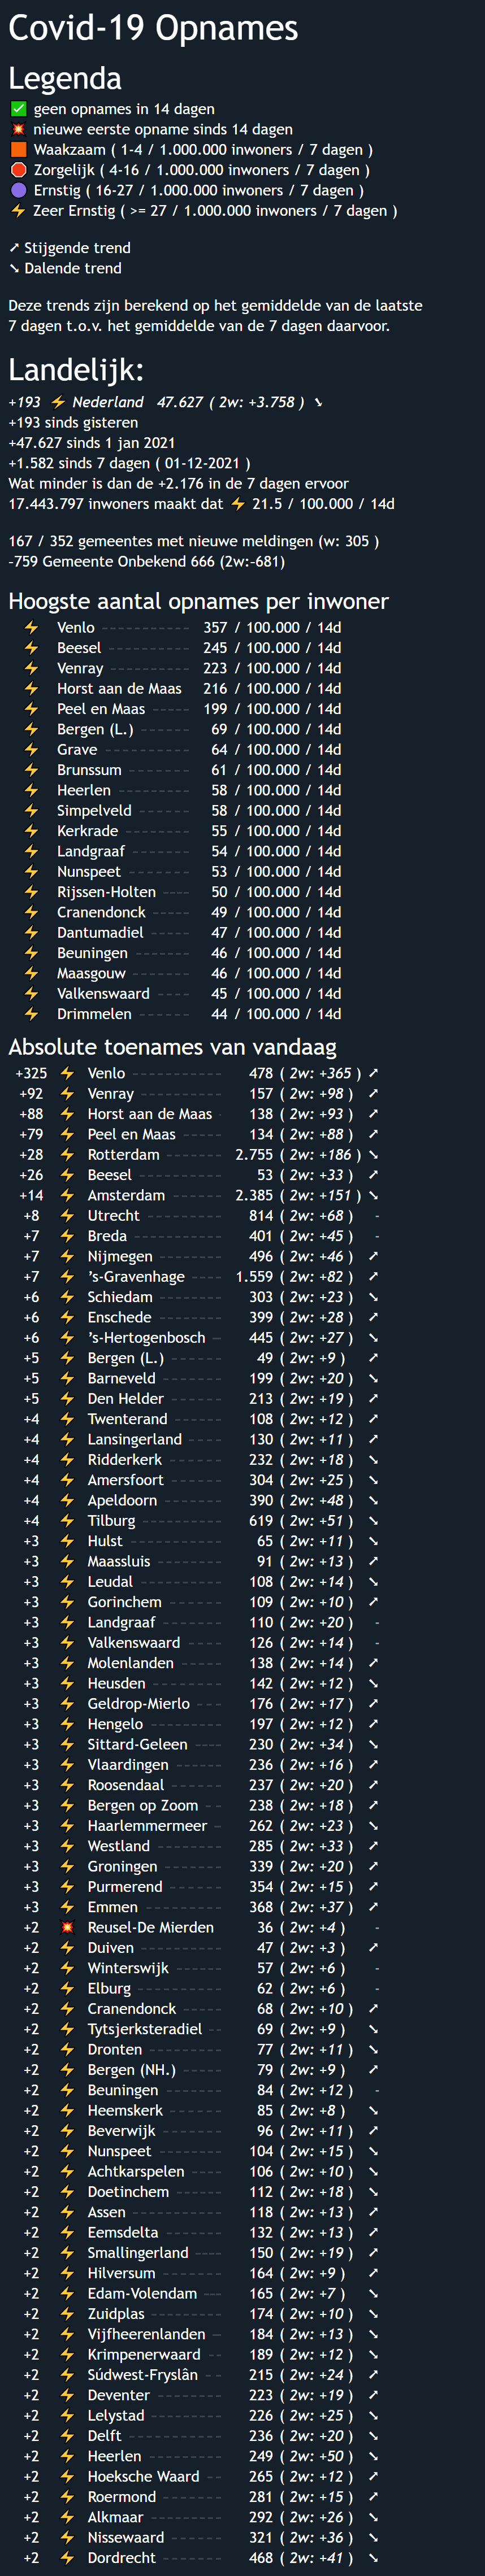 Covid-19 Opnames
Legenda
✅ geen opnames in 14 dagen
💥 nieuwe eerste opname sinds 14 dagen
🟧 Waakzaam ( 1-4 / 1.000.000 inwoners / 7 dagen )
🛑 Zorgelijk ( 4-16 / 1.000.000 inwoners / 7 dagen )
🟣 Ernstig ( 16-27 / 1.000.000 inwoners / 7 dagen )
⚡ Zeer Ernstig ( >= 27 / 1.000.000 inwoners / 7 dagen )
➚ Stijgende trend
➘ Dalende trend
Deze trends zijn berekend op het gemiddelde van de laatste
7 dagen t.o.v. het gemiddelde van de 7 dagen daarvoor.
Landelijk:
+193 ⚡ Nederland 47.627 ( 2w: +3.758 ) ➘
+193 sinds gisteren
+47.627 sinds 1 jan 2021
+1.582 sinds 7 dagen ( 01-12-2021 )
Wat minder is dan de +2.176 in de 7 dagen ervoor
17.443.797 inwoners maakt dat ⚡ 21.5 / 100.000 / 14d
167 / 352 gemeentes met nieuwe meldingen (w: 305 )
-759 Gemeente Onbekend 666 (2w:-681)
Hoogste aantal opnames per inwoner
⚡ Venlo ----------- 357 / 100.000 / 14d
⚡ Beesel ---------- 245 / 100.000 / 14d
⚡ Venray ---------- 223 / 100.000 / 14d
⚡ Horst aan de Maas 216 / 100.000 / 14d
⚡ Peel en Maas ----- 199 / 100.000 / 14d
⚡ Bergen (L.) ------- 69 / 100.000 / 14d
⚡ Grave ----------- 64 / 100.000 / 14d
⚡ Brunssum -------- 61 / 100.000 / 14d
⚡ Heerlen --------- 58 / 100.000 / 14d
⚡ Simpelveld ------- 58 / 100.000 / 14d
⚡ Kerkrade -------- 55 / 100.000 / 14d
⚡ Landgraaf -------- 54 / 100.000 / 14d
⚡ Nunspeet -------- 53 / 100.000 / 14d
⚡ Rijssen-Holten ---- 50 / 100.000 / 14d
⚡ Cranendonck ----- 49 / 100.000 / 14d
⚡ Dantumadiel ------ 47 / 100.000 / 14d
⚡ Beuningen ------- 46 / 100.000 / 14d
⚡ Maasgouw ------- 46 / 100.000 / 14d
⚡ Valkenswaard ----- 45 / 100.000 / 14d
⚡ Drimmelen ------- 44 / 100.000 / 14d
Absolute toenames van vandaag
+325 ⚡ Venlo ----------- 478 ( 2w: +365 ) ➚
+92 ⚡ Venray ---------- 157 ( 2w: +98 ) ➚
+88 ⚡ Horst aan de Maas - 138 ( 2w: +93 ) ➚
+79 ⚡ Peel en Maas ------ 134 ( 2w: +88 ) ➚
+28 ⚡ Rotterdam -------- 2.755 ( 2w: +186 ) ➘
+26 ⚡ Beesel ---------- 53 ( 2w: +33 ) ➚
+14 ⚡ Amsterdam ------- 2.385 ( 2w: +151 ) ➘
+8 ⚡ Utrecht ---------- 814 ( 2w: +68 ) -
+7 ⚡ Breda ----------- 401 ( 2w: +45 ) -
+7 ⚡ Nijmegen -------- 496 ( 2w: +46 ) ➚
+7 ⚡ 's-Gravenhage ----- 1.559 ( 2w: +82 ) ➚
+6 ⚡ Schiedam --------- 303 ( 2w: +23 ) ➘
+6 ⚡ Enschede --------- 399 ( 2w: +28 ) ➚
+6 ⚡ 's-Hertogenbosch -- 445 ( 2w: +27 ) ➘
+5 ⚡ Bergen (L.) ------- 49 ( 2w: +9 ) ➚
+5 ⚡ Barneveld -------- 199 ( 2w: +20 ) ➘
+5 ⚡ Den Helder ------- 213 ( 2w: +19 ) ➚
+4 ⚡ Twenterand ------ 108 ( 2w: +12 ) ➚
+4 ⚡ Lansingerland ----- 130 ( 2w: +11 ) ➚
+4 ⚡ Ridderkerk ------- 232 ( 2w: +18 ) ➘
+4 ⚡ Amersfoort ------- 304 ( 2w: +25 ) ➘
+4 ⚡ Apeldoorn -------- 390 ( 2w: +48 ) ➘
+4 ⚡ Tilburg ----------- 619 ( 2w: +51 ) ➘
+3 ⚡ Hulst ------------ 65 ( 2w: +11 ) ➘
+3 ⚡ Maassluis -------- 91 ( 2w: +13 ) ➚
+3 ⚡ Leudal ---------- 108 ( 2w: +14 ) ➘
+3 ⚡ Gorinchem ------- 109 ( 2w: +10 ) ➚
+3 ⚡ Landgraaf -------- 110 ( 2w: +20 ) -
+3 ⚡ Valkenswaard ----- 126 ( 2w: +14 ) -
+3 ⚡ Molenlanden ------ 138 ( 2w: +14 ) ➚
+3 ⚡ Heusden --------- 142 ( 2w: +12 ) ➘
+3 ⚡ Geldrop-Mierlo ---- 176 ( 2w: +17 ) ➚
+3 ⚡ Hengelo --------- 197 ( 2w: +12 ) ➚
+3 ⚡ Sittard-Geleen ---- 230 ( 2w: +34 ) ➘
+3 ⚡ Vlaardingen ------ 236 ( 2w: +16 ) ➚
+3 ⚡ Roosendaal ------- 237 ( 2w: +20 ) ➚
+3 ⚡ Bergen op Zoom -- 238 ( 2w: +18 ) ➚
+3 ⚡ Haarlemmermeer - 262 ( 2w: +23 ) ➘
+3 ⚡ Westland -------- 285 ( 2w: +33 ) ➚
+3 ⚡ Groningen ------- 339 ( 2w: +20 ) ➚
+3 ⚡ Purmerend ------- 354 ( 2w: +15 ) ➚
+3 ⚡ Emmen ---------- 368 ( 2w: +37 ) ➚
+2 💥 Reusel-De Mierden 36 ( 2w: +4 ) -
+2 ⚡ Duiven ---------- 47 ( 2w: +3 ) ➚
+2 ⚡ Winterswijk ------ 57 ( 2w: +6 ) -
+2 ⚡ Elburg ----------- 62 ( 2w: +6 ) -
+2 ⚡ Cranendonck ----- 68 ( 2w: +10 ) ➚
+2 ⚡ Tytsjerksteradiel -- 69 ( 2w: +9 ) ➘
+2 ⚡ Dronten --------- 77 ( 2w: +11 ) ➘
+2 ⚡ Bergen (NH.) ------ 79 ( 2w: +9 ) ➚
+2 ⚡ Beuningen ------- 84 ( 2w: +12 ) -
+2 ⚡ Heemskerk ------- 85 ( 2w: +8 ) ➘
+2 ⚡ Beverwijk -------- 96 ( 2w: +11 ) ➚
+2 ⚡ Nunspeet -------- 104 ( 2w: +15 ) ➘
+2 ⚡ Achtkarspelen ----- 106 ( 2w: +10 ) ➘
+2 ⚡ Doetinchem ------ 112 ( 2w: +18 ) ➘
+2 ⚡ Assen ----------- 118 ( 2w: +13 ) ➚
+2 ⚡ Eemsdelta -------- 132 ( 2w: +13 ) ➚
+2 ⚡ Smallingerland ---- 150 ( 2w: +19 ) ➚
+2 ⚡ Hilversum -------- 164 ( 2w: +9 ) ➚
+2 ⚡ Edam-Volendam --- 165 ( 2w: +7 ) ➘
+2 ⚡ Zuidplas --------- 174 ( 2w: +10 ) ➘
+2 ⚡ Vijfheerenlanden -- 184 ( 2w: +13 ) ➘
+2 ⚡ Krimpenerwaard -- 189 ( 2w: +12 ) ➘
+2 ⚡ Súdwest-Fryslân -- 215 ( 2w: +24 ) ➚
+2 ⚡ Deventer -------- 223 ( 2w: +19 ) ➚
+2 ⚡ Lelystad --------- 226 ( 2w: +25 ) ➘
+2 ⚡ Delft ------------ 236 ( 2w: +20 ) ➘
+2 ⚡ Heerlen --------- 249 ( 2w: +50 ) ➘
+2 ⚡ Hoeksche Waard -- 265 ( 2w: +12 ) ➚
+2 ⚡ Roermond ------- 281 ( 2w: +15 ) ➚
+2 ⚡ Alkmaar --------- 292 ( 2w: +26 ) ➘
+2 ⚡ Nissewaard ------- 321 ( 2w: +36 ) ➘
+2 ⚡ Dordrecht -------- 468 ( 2w: +41 ) ➘